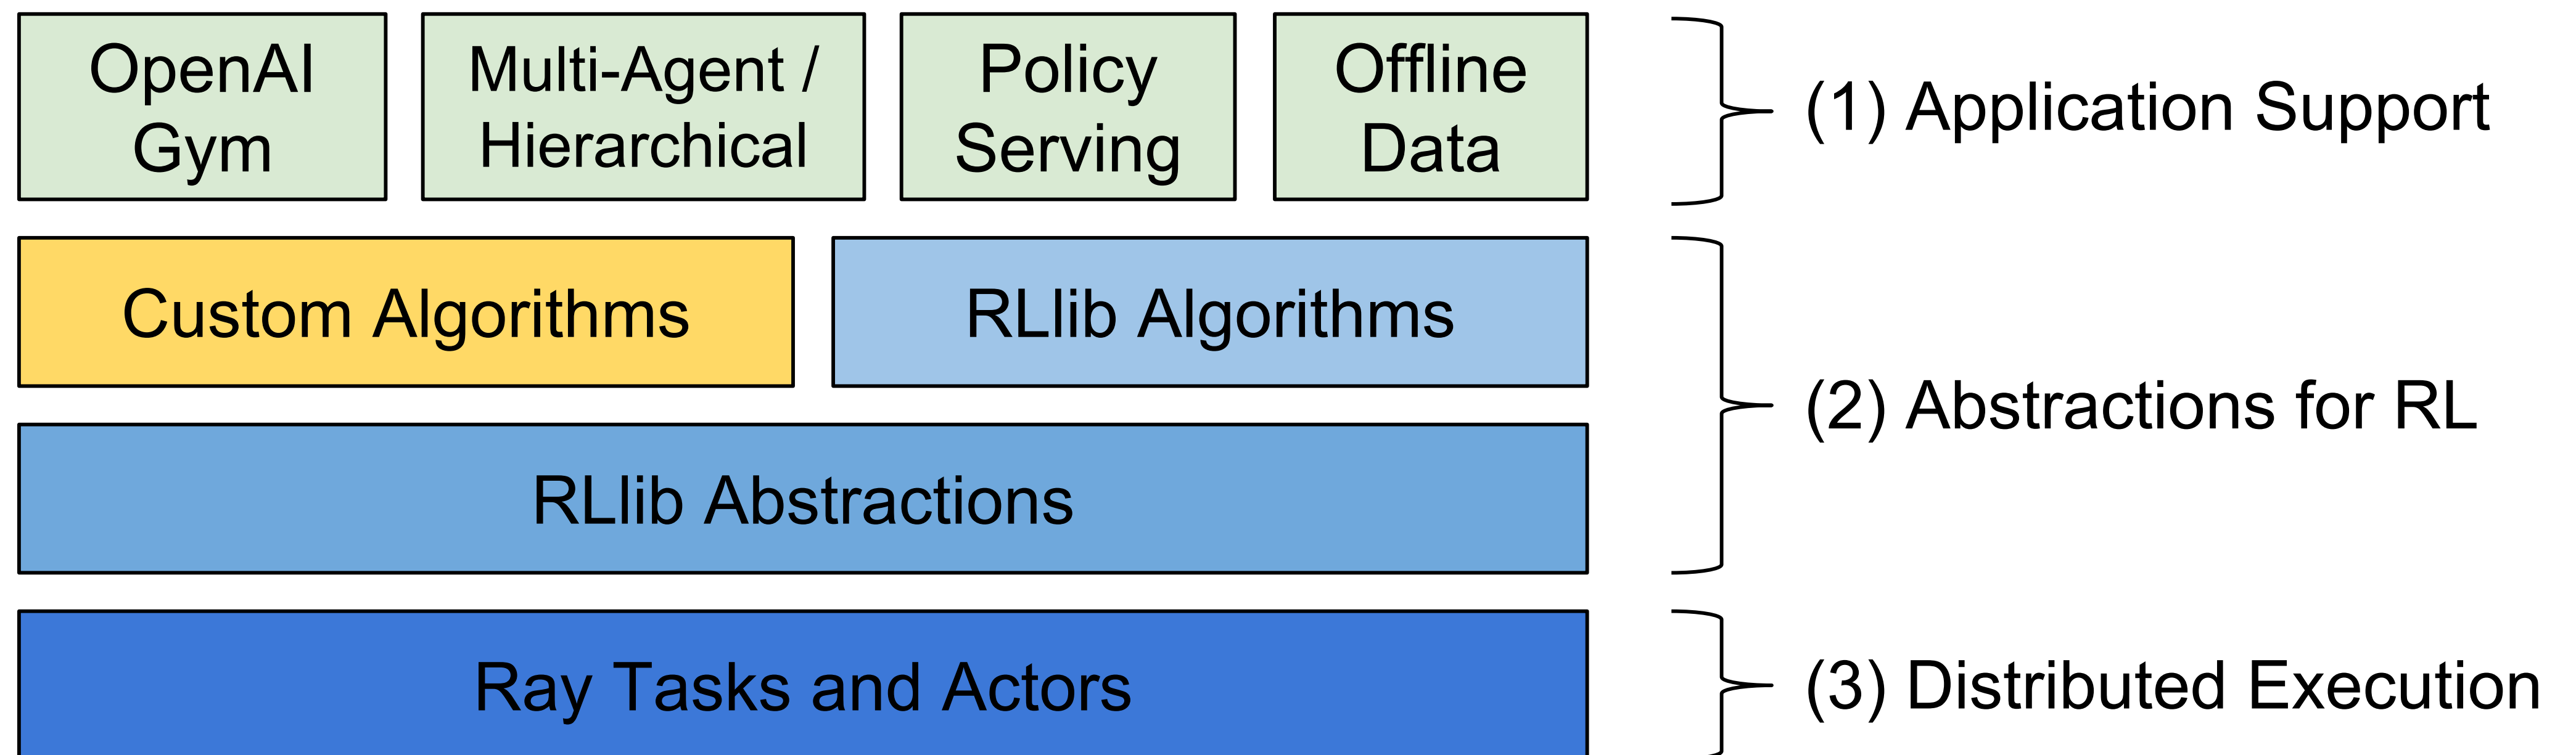 OpenAI
Gym
Multi-Agent /
Hierarchical
Policy
Serving
Offline
Data
(1) Application Support
Custom Algorithms
RLlib Algorithms
(2) Abstractions for RL
RLlib Abstractions
Ray Tasks and Actors
(3) Distributed Execution